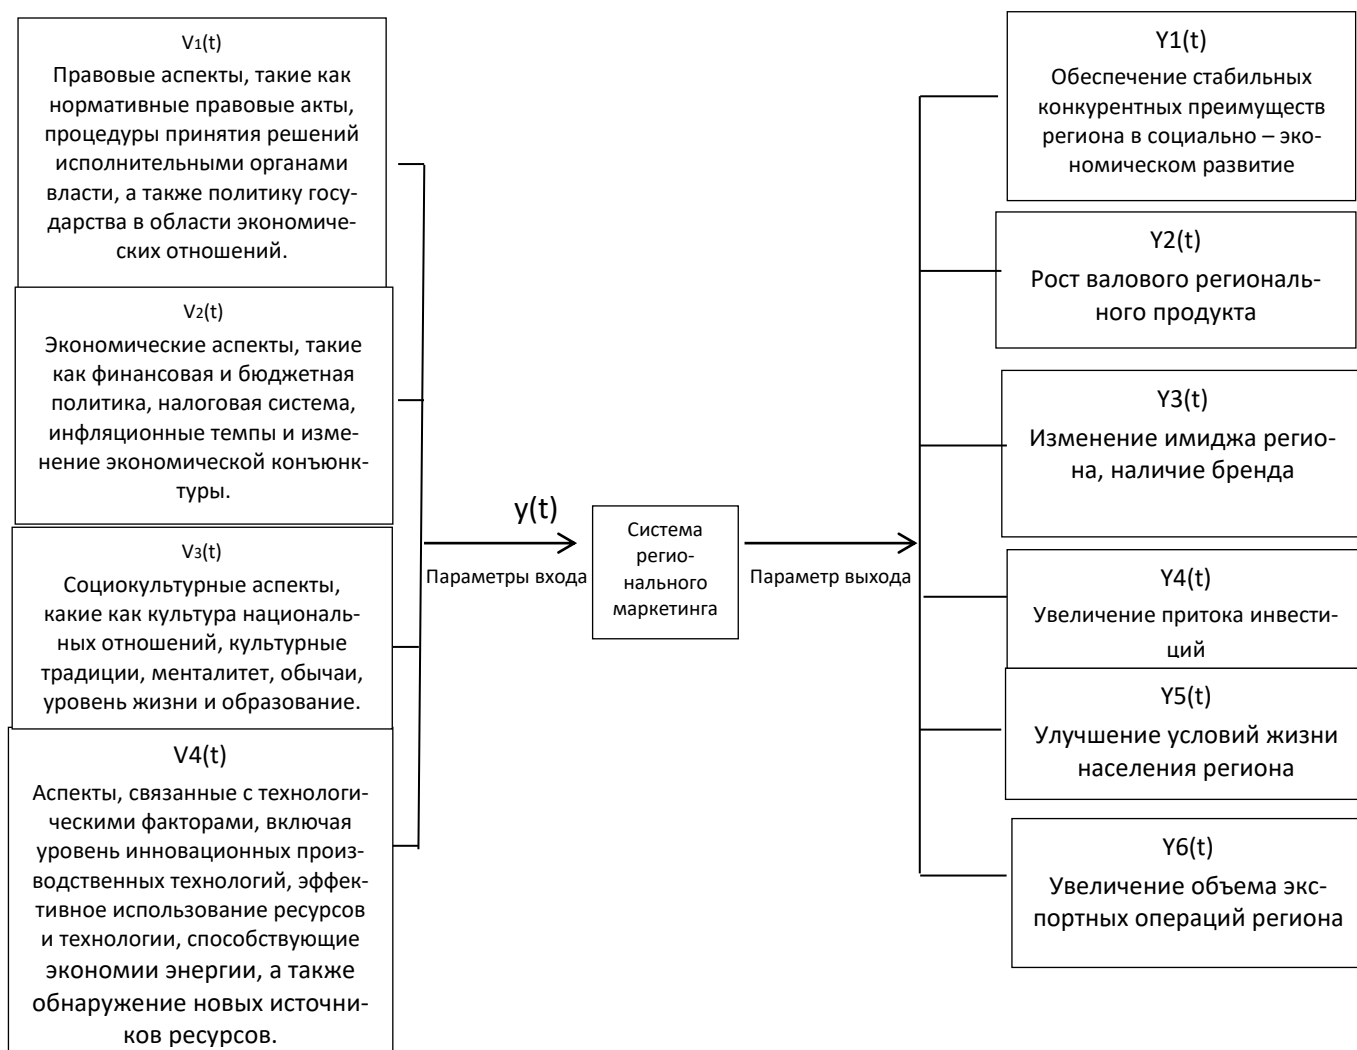 V1(t)
Правовые аспекты, такие как
нормативные правовые акты,
процедуры принятия решений
исполнительными органами
власти, а также политику госу-
дарства в области экономиче-
ских отношений.
V2(t)
Экономические аспекты, такие
как финансовая и бюджетная
политика, налоговая система,
инфляционные темпы и изме-
нение экономической конъюнк-
туры.
V3(t)
Социокультурные аспекты,
какие как культура националь-
ных отношений, культурные
традиции, менталитет, обычаи,
уровень жизни и образование.
V4(t)
Аспекты, связанные с технологи-
ческими факторами, включая
уровень инновационных произ-
водственных технологий, эффек-
тивное использование ресурсов
и технологии, способствующие
экономии энергии, а также
обнаружение новых источни-
ков ресурсов.
y(t)
Параметры входа
Система
регио-
нального
маркетинга
Параметр выхода
Y1(t)
Обеспечение стабильных
конкурентных преимуществ
региона в социально – эко-
номическом развитие
Y2(t)
Рост валового региональ-
ного продукта
Y3(t)
Изменение имиджа регио-
на, наличие бренда
Y4(t)
Увеличение притока инвести-
ций
Y5(t)
Улучшение условий жизни
населения региона
Y6(t)
Увеличение объема экс-
портных операций региона